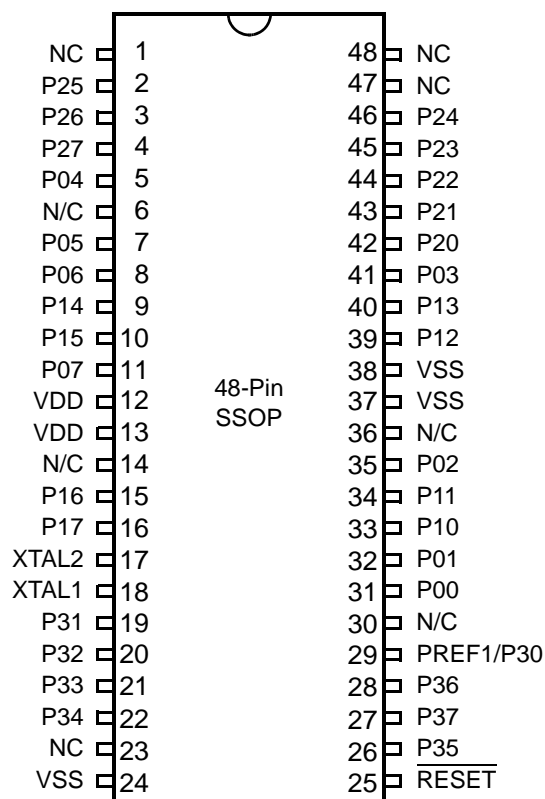 NC 1 48 NC
P25 2 47 NC
P26 3 46 P24
P27 4 45 P23
P04 5 44 P22
N/C 6 43 P21
P05 7 42 P20
P06 8 41 P03
P14 9 40 P13
P15 10 39 P12
P07 11 38 VSS
VDD 12 37 VSS
48-Pin
SSOP
VDD 13 36 N/C
N/C 14 35 P02
P16 15 34 P11
P17 16 33 P10
XTAL2 17 32 P01
XTAL1 18 31 P00
P31 19 30 N/C
P32 20 29 PREF1/P30
P33 21 28 P36
P34 22 27 P37
NC 23 26 P35
VSS 24 25 RESET